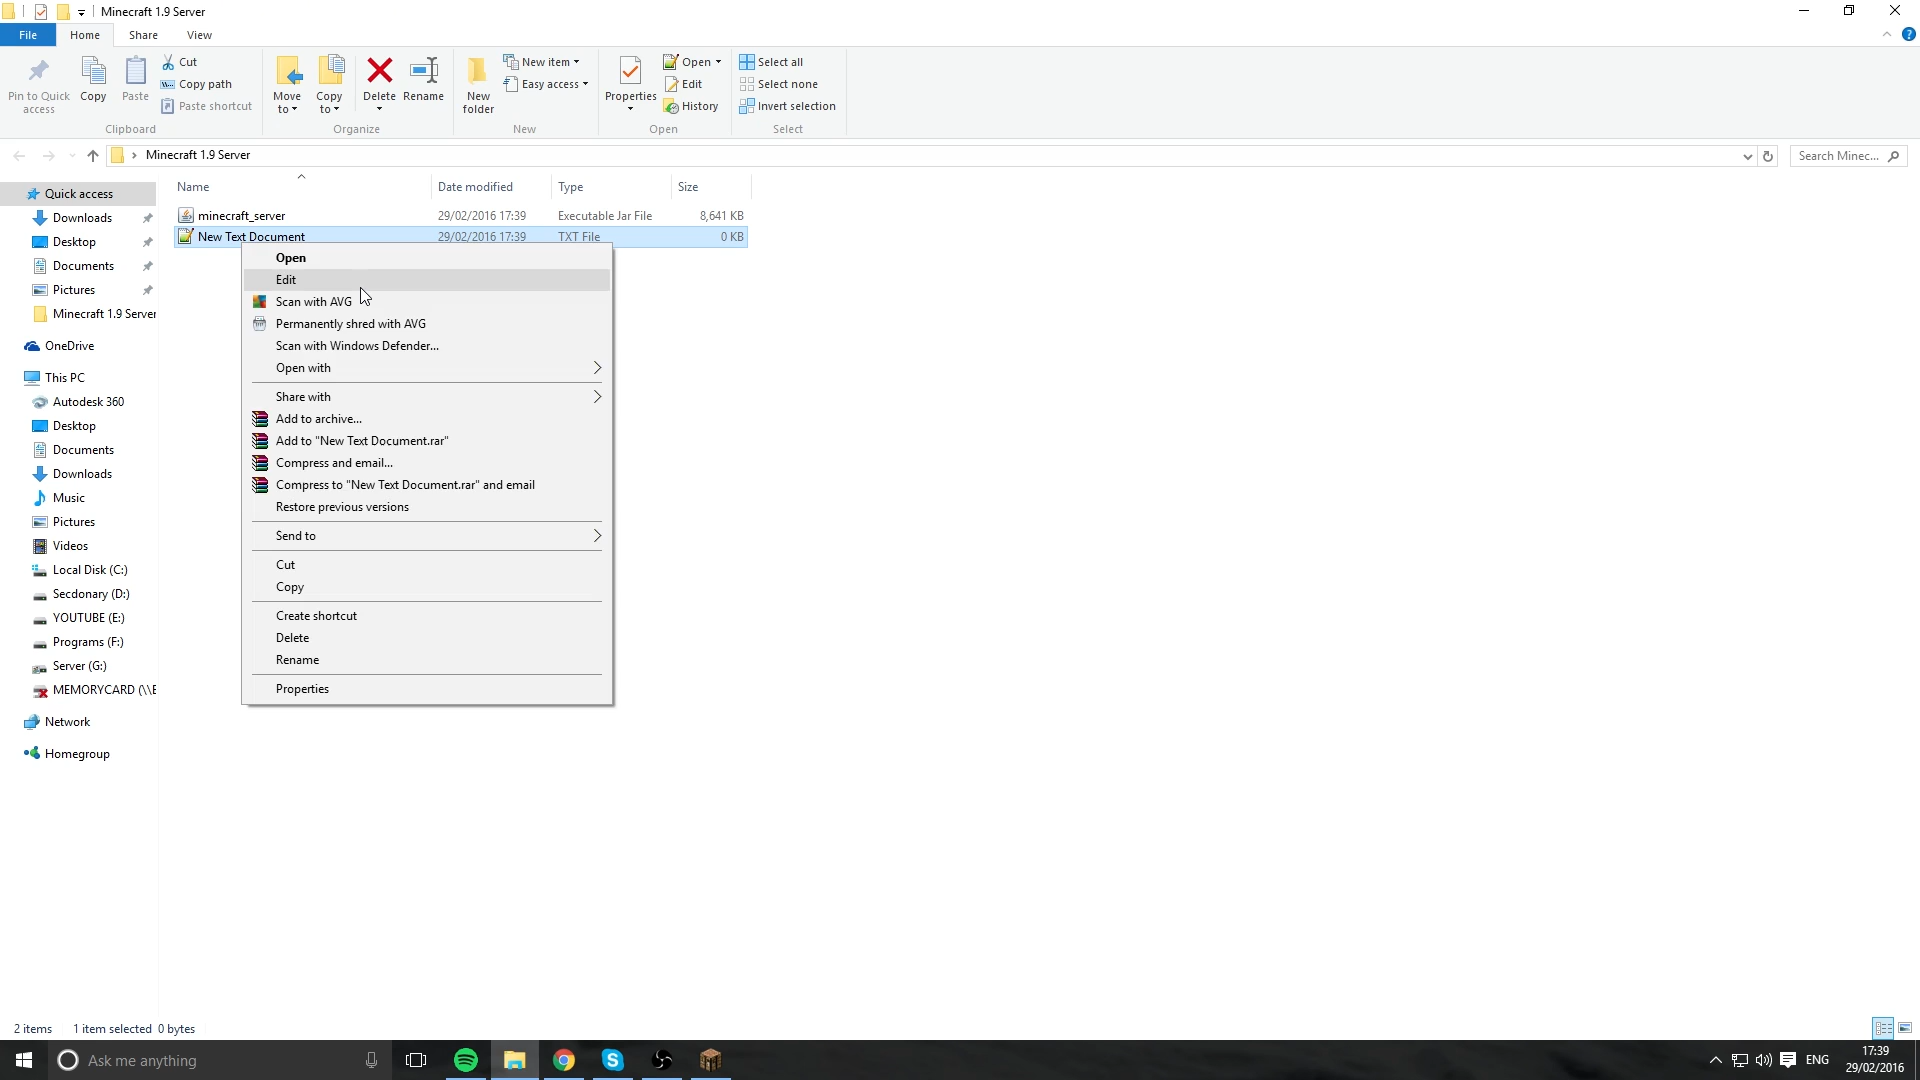 Minecraft 1.9 Server
File Home Share View
Pin to Quick access
Copy
Paste
Cut
Copy path
Paste shortcut
Clipboard
Move to
Copy to
Delete
Rename
Organize
New folder
New item
Easy access
New
Properties
Open
Edit
History
Open
Select all
Select none
Invert selection
Select
Minecraft 1.9 Server
Search Minec...
Name Date modified Type Size
minecraft_server 29/02/2016 17:39 Executable Jar File 8,641 KB
New Text Document 29/02/2016 17:39 TXT File 0 KB
Quick access
Downloads
Desktop
Documents
Pictures
Minecraft 1.9 Server
OneDrive
This PC
Autodesk 360
Desktop
Documents
Downloads
Music
Pictures
Videos
Local Disk (C:)
Secdonary (D:)
YOUTUBE (E:)
Programs (F:)
Server (G:)
MEMORYCARD (\\E
Network
Homegroup
Open
Edit
Scan with AVG
Permanently shred with AVG
Scan with Windows Defender...
Open with
Share with
Add to archive...
Add to "New Text Document.rar"
Compress and email...
Compress to "New Text Document.rar" and email
Restore previous versions
Send to
Cut
Copy
Create shortcut
Delete
Rename
Properties
2 items 1 item selected 0 bytes
Ask me anything
ENG
17:39
29/02/2016